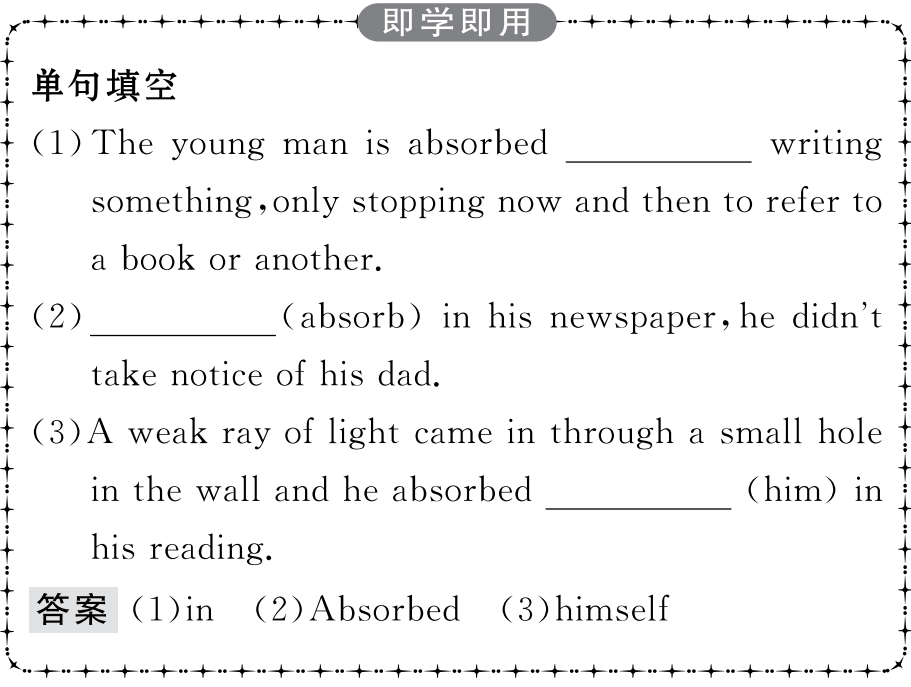 即学即用
单句填空
(1) The young man is absorbed __________ writing
something,only stopping now and then to refer to
a book or another.
(2)__________(absorb) in his newspaper,he didn't
take notice of his dad.
(3)A weak ray of light came in through a small hole
in the wall and he absorbed __________ (him) in
his reading.
答案 (1)in (2)Absorbed (3)himself